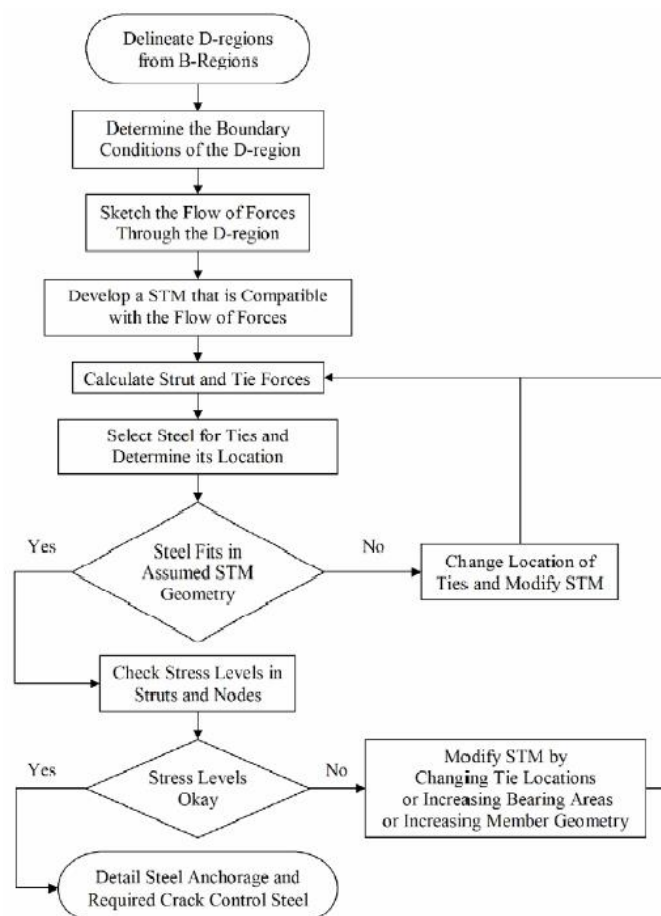 Delineate D-regions
from B-Regions
Determine the Boundary
Conditions of the D-region
Sketch the Flow of Forces
Through the D-region
Develop a STM that is Compatible
with the Flow of Forces
Calculate Strut and Tie Forces
Select Steel for Ties and
Determine its Location
Yes
Steel Fits in
Assumed STM
Geometry
No
Change Location of
Ties and Modify STM
Check Stress Levels in
Struts and Nodes
Yes
Stress Levels
Okay
No
Modify STM by
Changing Tie Locations
or Increasing Bearing Areas
or Increasing Member Geometry
Detail Steel Anchorage and
Required Crack Control Steel